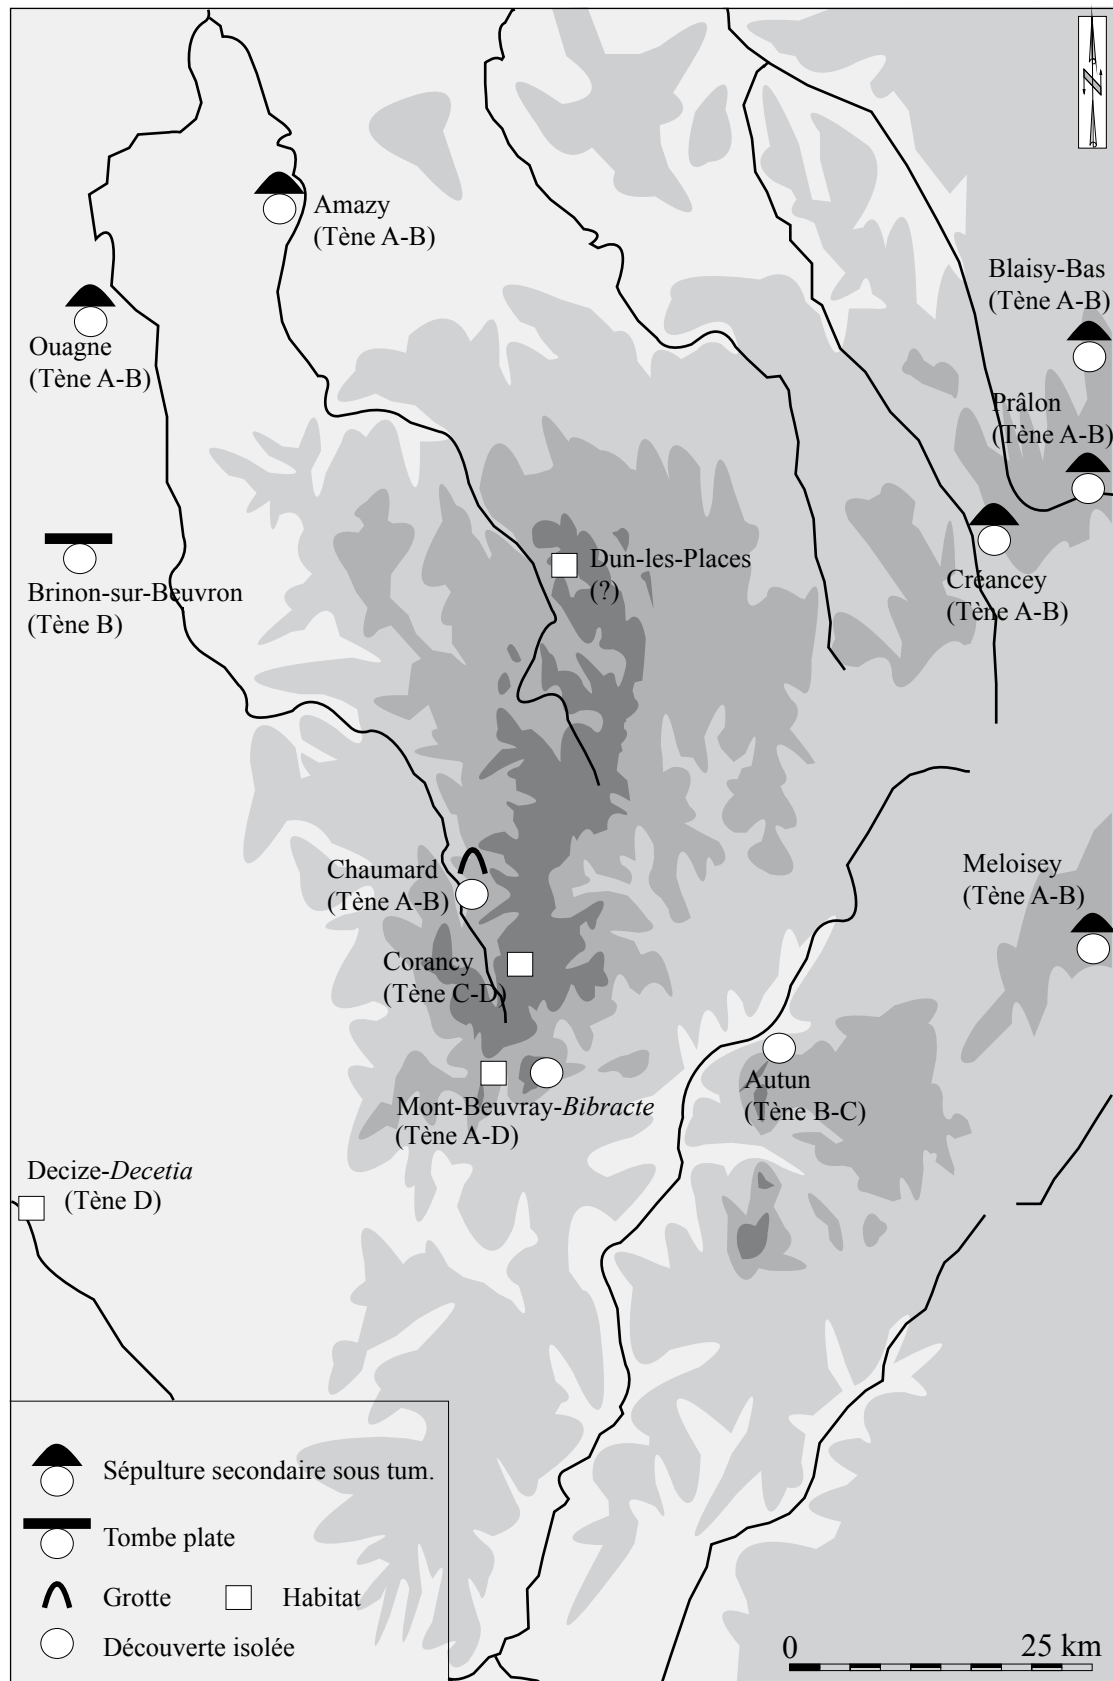 Amazy
(Tène A-B)
Blaisy-Bas
(Tène A-B)
Ouagne
(Tène A-B)
Prâlon
(Tène A-B)
Dun-les-Places
(?)
Brinon-sur-Beuvron
(Tène B)
Créancey
(Tène A-B)
Chaumard
(Tène A-B)
Meloisey
(Tène A-B)
Corancy
(Tène C-D)
Autun
(Tène B-C)
Mont-Beuvray-Bibracte
(Tène A-D)
Decize-Decetia
(Tène D)
Sépulture secondaire sous tum.
Tombe plate
Grotte
Habitat
Découverte isolée
0 25 km